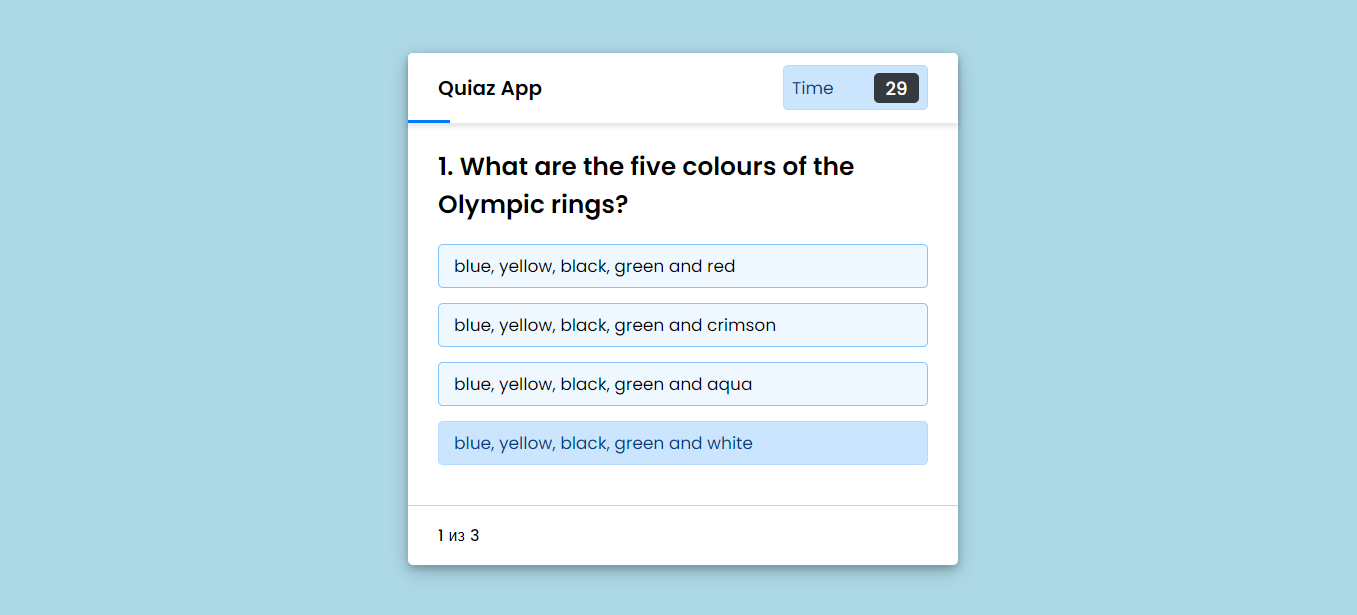 Quiaz App
Time 29
1. What are the five colours of the
Olympic rings?
blue, yellow, black, green and red
blue, yellow, black, green and crimson
blue, yellow, black, green and aqua
blue, yellow, black, green and white
1 из 3